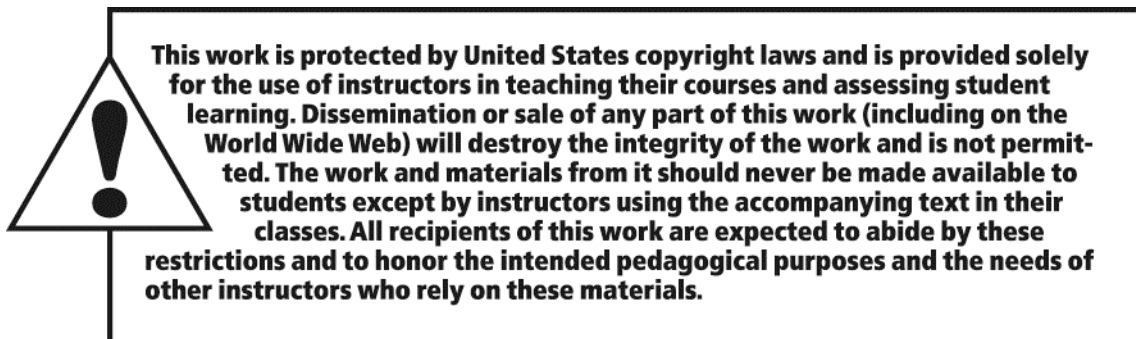 This work is protected by United States copyright laws and is provided solely
for the use of instructors in teaching their courses and assessing student
learning. Dissemination or sale of any part of this work (including on the
World Wide Web) will destroy the integrity of the work and is not permit-
ted. The work and materials from it should never be made available to
students except by instructors using the accompanying text in their
classes. All recipients of this work are expected to abide by these
restrictions and to honor the intended pedagogical purposes and the needs of
other instructors who rely on these materials.